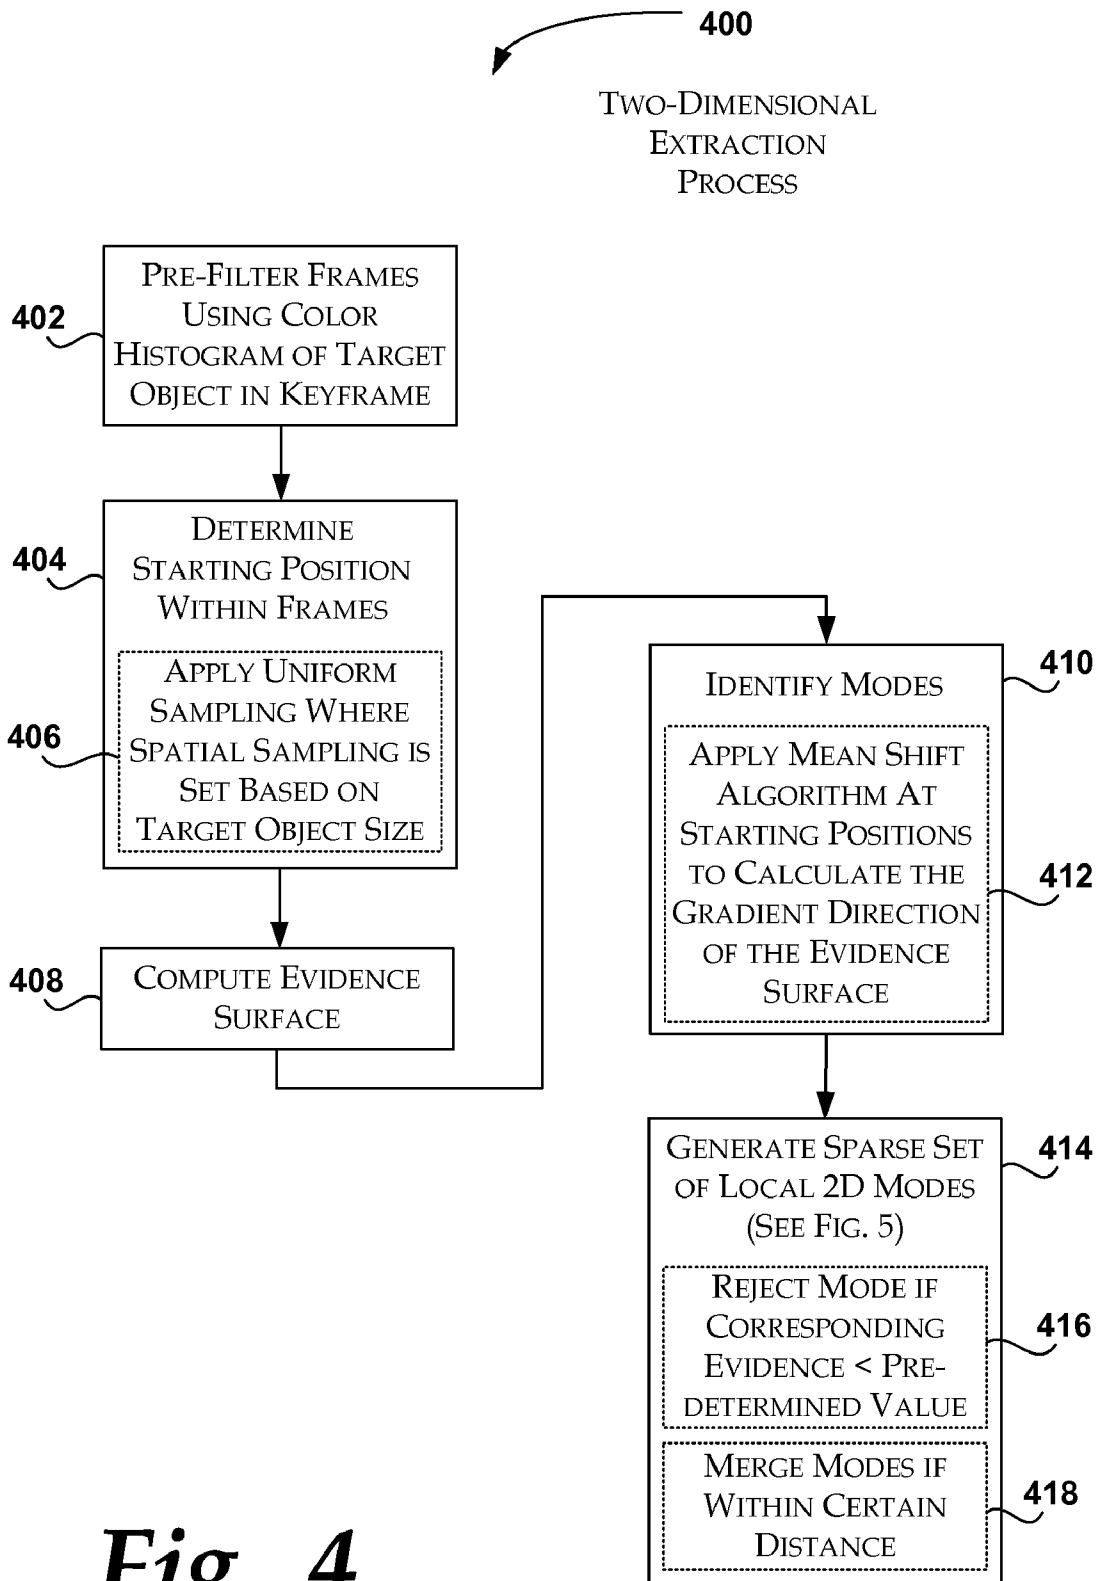 400
TWO-DIMENSIONAL
EXTRACTION
PROCESS
402
PRE-FILTER FRAMES
USING COLOR
HISTOGRAM OF TARGET
OBJECT IN KEYFRAME
404
DETERMINE
STARTING POSITION
WITHIN FRAMES
406
APPLY UNIFORM
SAMPLING WHERE
SPATIAL SAMPLING IS
SET BASED ON
TARGET OBJECT SIZE
408
COMPUTE EVIDENCE
SURFACE
410
IDENTIFY MODES
412
APPLY MEAN SHIFT
ALGORITHM AT
STARTING POSITIONS
TO CALCULATE THE
GRADIENT DIRECTION
OF THE EVIDENCE
SURFACE
414
GENERATE SPARSE SET
OF LOCAL 2D MODES
(SEE FIG. 5)
416
REJECT MODE IF
CORRESPONDING
EVIDENCE < PRE-
DETERMINED VALUE
418
MERGE MODES IF
WITHIN CERTAIN
DISTANCE
Fig. 4